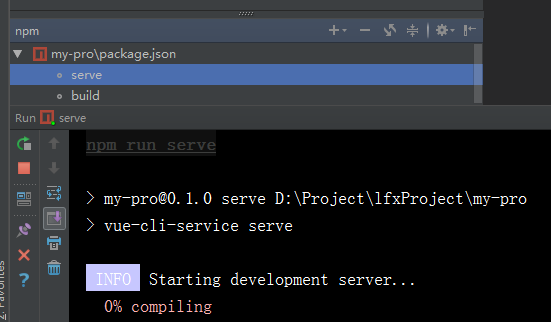 npm
my-pro\package.json
serve
build
Run serve
npm run serve
> my-pro@0.1.0 serve D:\Project\lfxProject\my-pro
> vue-cli-service serve
INFO Starting development server...
0% compiling
2: Favorites